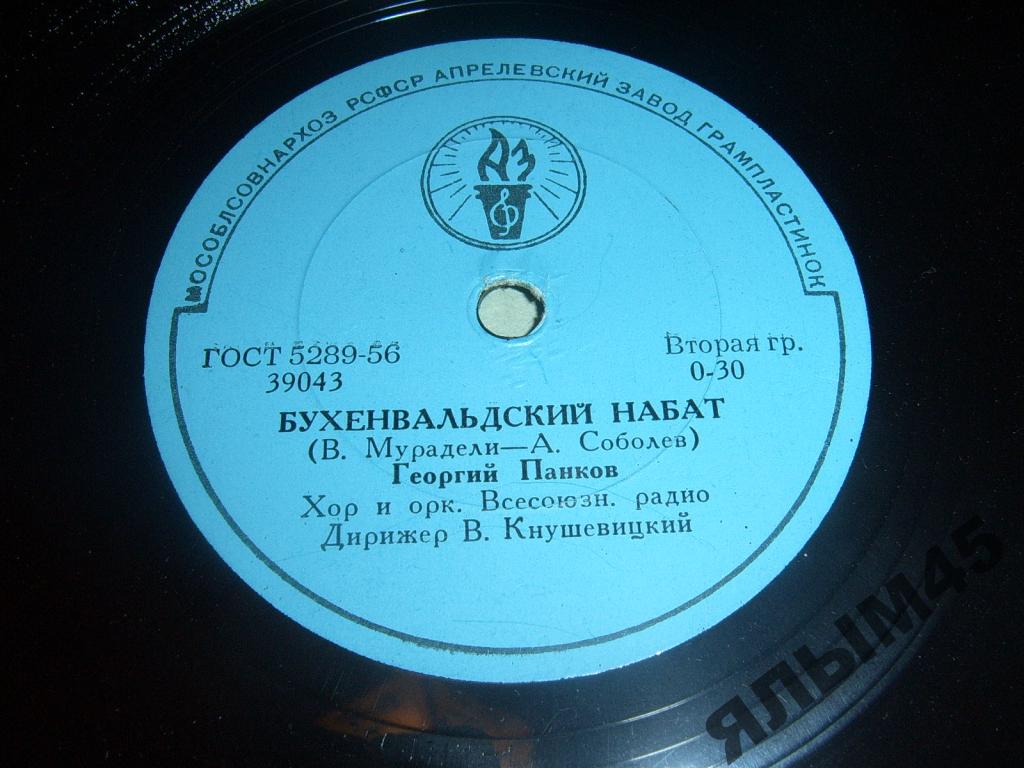 МОСОБЛСОВНАРХОЗ РСФСР АПРЕЛЕВСКИЙ ЗАВОД ГРАМПЛАСТИНОК
АЗ
ГОСТ 5289-56
39043
Вторая гр.
0-30
БУХЕНВАЛЬДСКИЙ НАБАТ
(В. Мурадели—А. Соболев)
Георгий Панков
Хор и орк. Всесоюзн. радио
Дирижер В. Кнушевицкий
ЯЛЫМ45